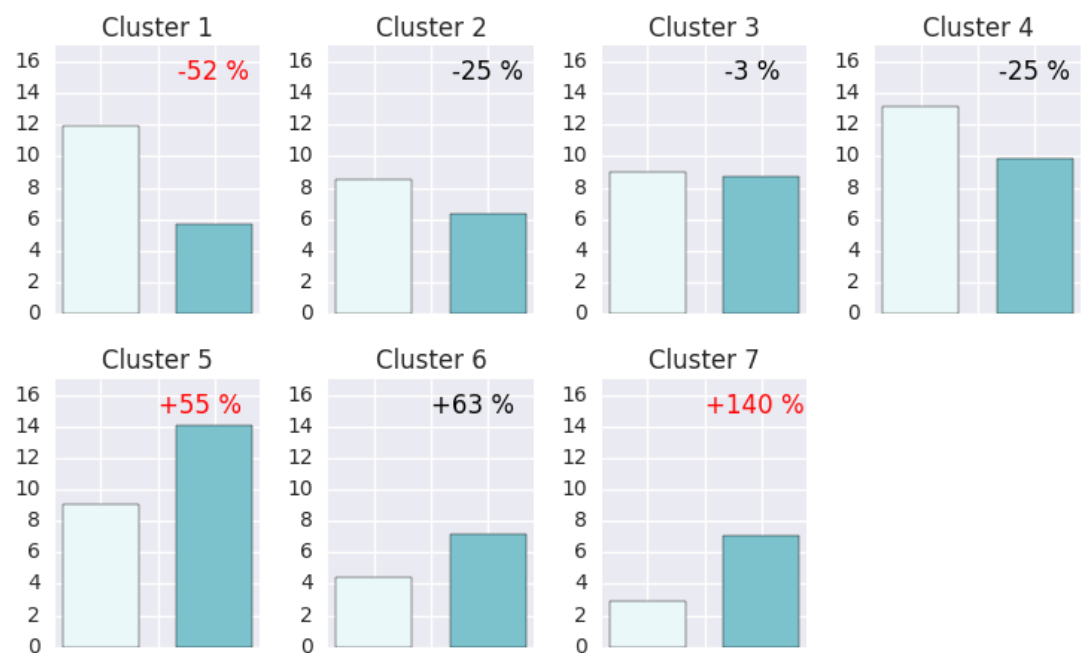 Cluster 1 Cluster 2 Cluster 3 Cluster 4
16 16 16 16
-52 % -25 % -3 % -25 %
14 14 14 14
12 12 12 12
10 10 10 10
8 8 8 8
6 6 6 6
4 4 4 4
2 2 2 2
0 0 0 0
Cluster 5 Cluster 6 Cluster 7
16 16 16
+55 % +63 % +140 %
14 14 14
12 12 12
10 10 10
8 8 8
6 6 6
4 4 4
2 2 2
0 0 0